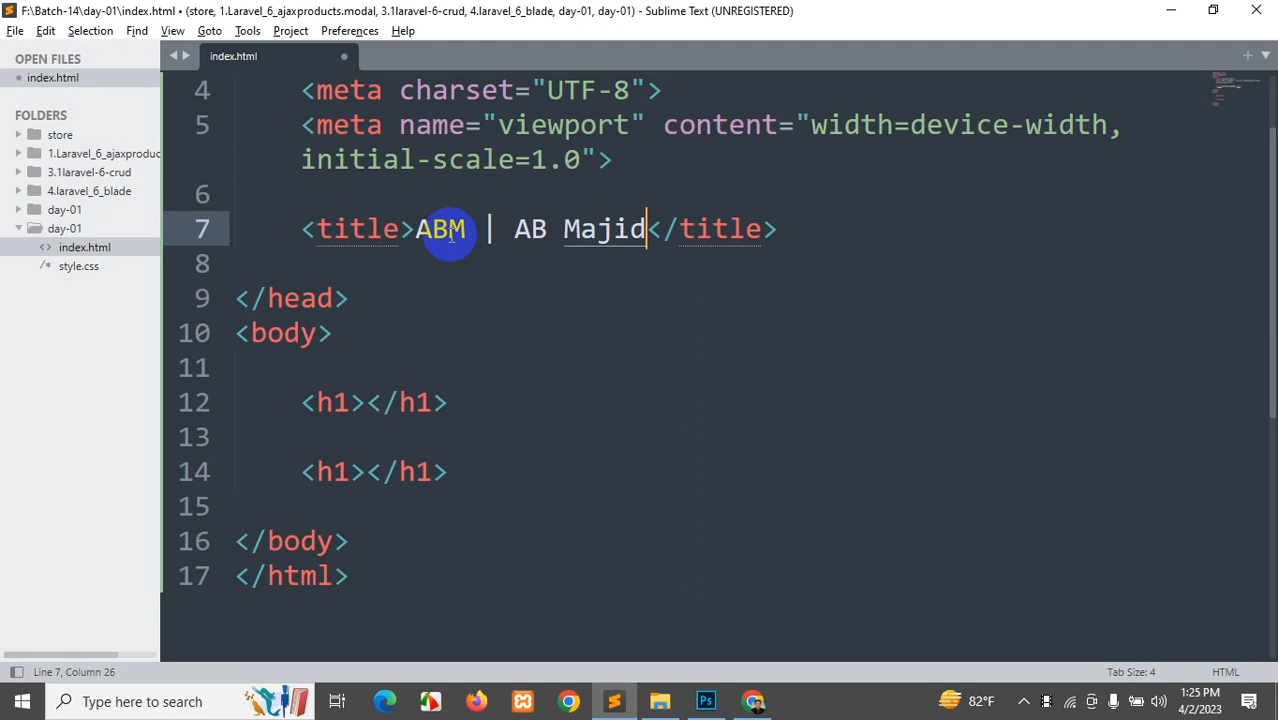 F:\Batch-14\day-01\index.html • (store, 1.Laravel_6_ajaxproducts.modal, 3.1laravel-6-crud, 4.laravel_6_blade, day-01, day-01) - Sublime Text (UNREGISTERED)
File Edit Selection Find View Goto Tools Project Preferences Help
OPEN FILES
index.html
FOLDERS
store
1.Laravel_6_ajaxproduc
3.1laravel-6-crud
4.laravel_6_blade
day-01
day-01
index.html
style.css
index.html
4 <meta charset="UTF-8">
5 <meta name="viewport" content="width=device-width,
initial-scale=1.0">
6
7 <title>ABM | AB Majid</title>
8
9 </head>
10 <body>
11
12 <h1></h1>
13
14 <h1></h1>
15
16 </body>
17 </html>
Line 7, Column 26
Tab Size: 4
HTML
Type here to search
82°F
1:25 PM
4/2/2023